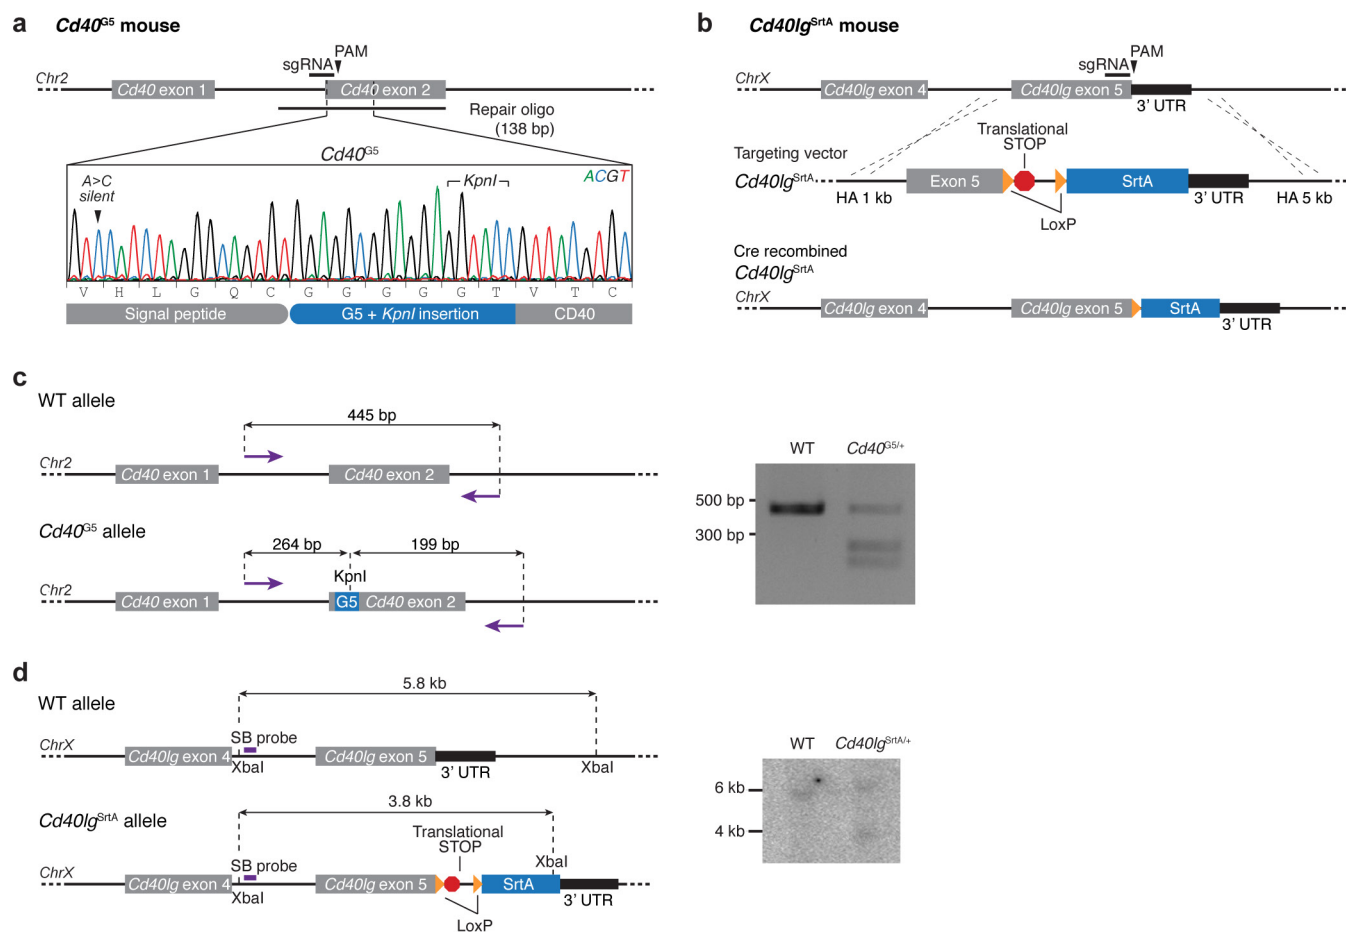 a Cd40G5 mouse
PAM
sgRNA
Chr2
Cd40 exon 1
Cd40 exon 2
Repair oligo
(138 bp)
Cd40G5
A>C
silent
KpnI
ACGT
V H L G Q C G G G G G T V T C
Signal peptide
G5 + KpnI insertion
CD40
b Cd40lgSrtA mouse
PAM
sgRNA
ChrX
Cd40lg exon 4
Cd40lg exon 5
3' UTR
Translational
STOP
Targeting vector
Cd40lgSrtA
Exon 5
SrtA
HA 1 kb
3' UTR
HA 5 kb
LoxP
Cre recombined
Cd40lgSrtA
ChrX
Cd40lg exon 4
Cd40lg exon 5
SrtA
3' UTR
c
WT allele
445 bp
Chr2
Cd40 exon 1
Cd40 exon 2
Cd40G5 allele
264 bp
199 bp
KpnI
Chr2
Cd40 exon 1
G5
Cd40 exon 2
WT
Cd40G5/+
500 bp
300 bp
d
WT allele
5.8 kb
ChrX
SB probe
Cd40lg exon 4
Cd40lg exon 5
XbaI
3' UTR
XbaI
Cd40lgSrtA allele
3.8 kb
Translational
STOP
XbaI
ChrX
SB probe
Cd40lg exon 4
Cd40lg exon 5
SrtA
XbaI
3' UTR
LoxP
WT
Cd40lgSrtA/+
6 kb
4 kb